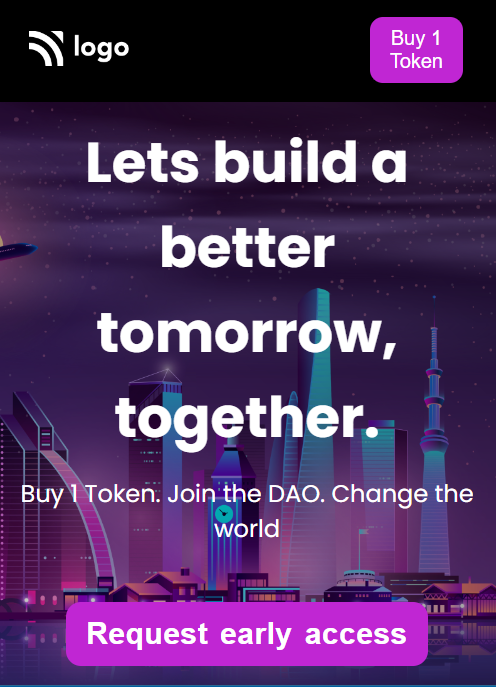 logo
Buy 1
Token
Lets build a
better
tomorrow,
together.
Buy 1 Token. Join the DAO. Change the
world
Request early access